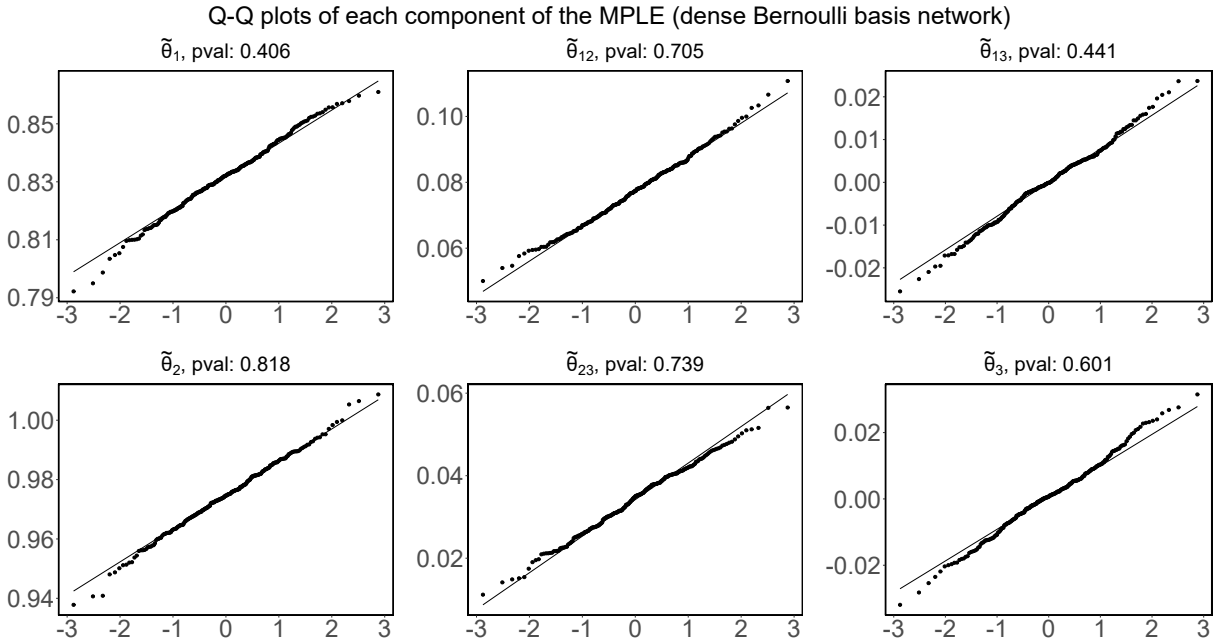 Q-Q plots of each component of the MPLE (dense Bernoulli basis network)
θ̃₁, pval: 0.406
θ̃₁₂, pval: 0.705
θ̃₁₃, pval: 0.441
0.85
0.83
0.81
0.79
-3 -2 -1 0 1 2 3
0.10
0.08
0.06
-3 -2 -1 0 1 2 3
0.02
0.01
0.00
-0.01
-0.02
-3 -2 -1 0 1 2 3
θ̃₂, pval: 0.818
θ̃₂₃, pval: 0.739
θ̃₃, pval: 0.601
1.00
0.98
0.96
0.94
-3 -2 -1 0 1 2 3
0.06
0.04
0.02
-3 -2 -1 0 1 2 3
0.02
0.00
-0.02
-3 -2 -1 0 1 2 3